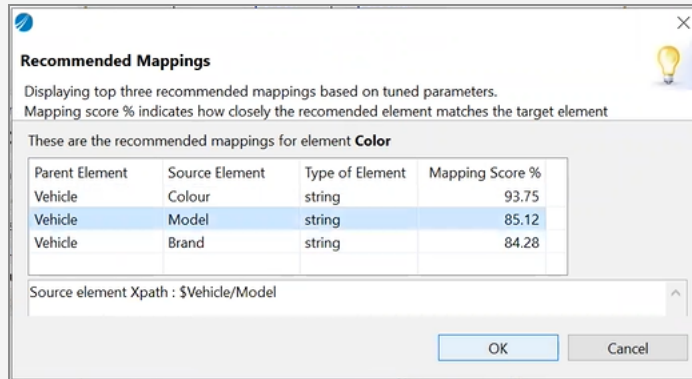 Recommended Mappings
Displaying top three recommended mappings based on tuned parameters.
Mapping score % indicates how closely the recomended element matches the target element
These are the recommended mappings for element Color
Parent Element Source Element Type of Element Mapping Score %
Vehicle Colour string 93.75
Vehicle Model string 85.12
Vehicle Brand string 84.28
Source element Xpath : $Vehicle/Model
OK Cancel